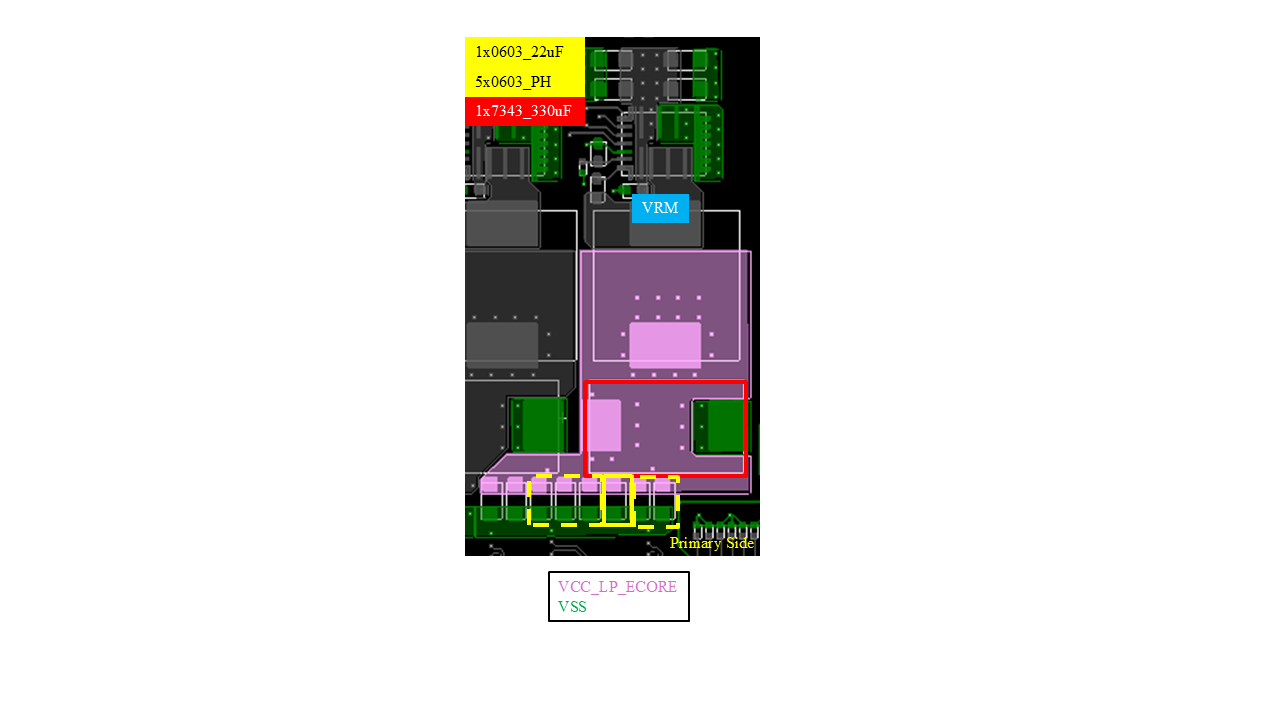 1x0603_22uF
5x0603_PH
1x7343_330uF
VRM
Primary Side
VCC_LP_ECORE
VSS